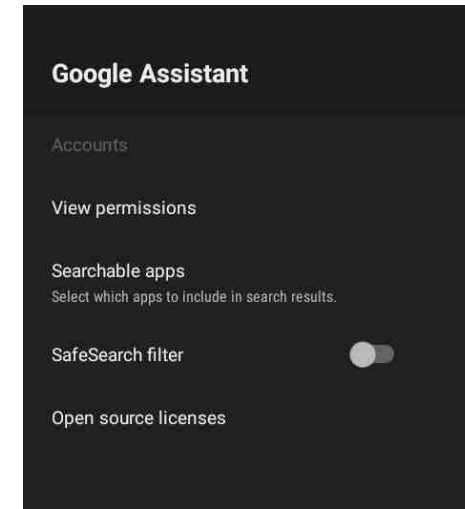 Google Assistant
Accounts
View permissions
Searchable apps
Select which apps to include in search results.
SafeSearch filter
Open source licenses